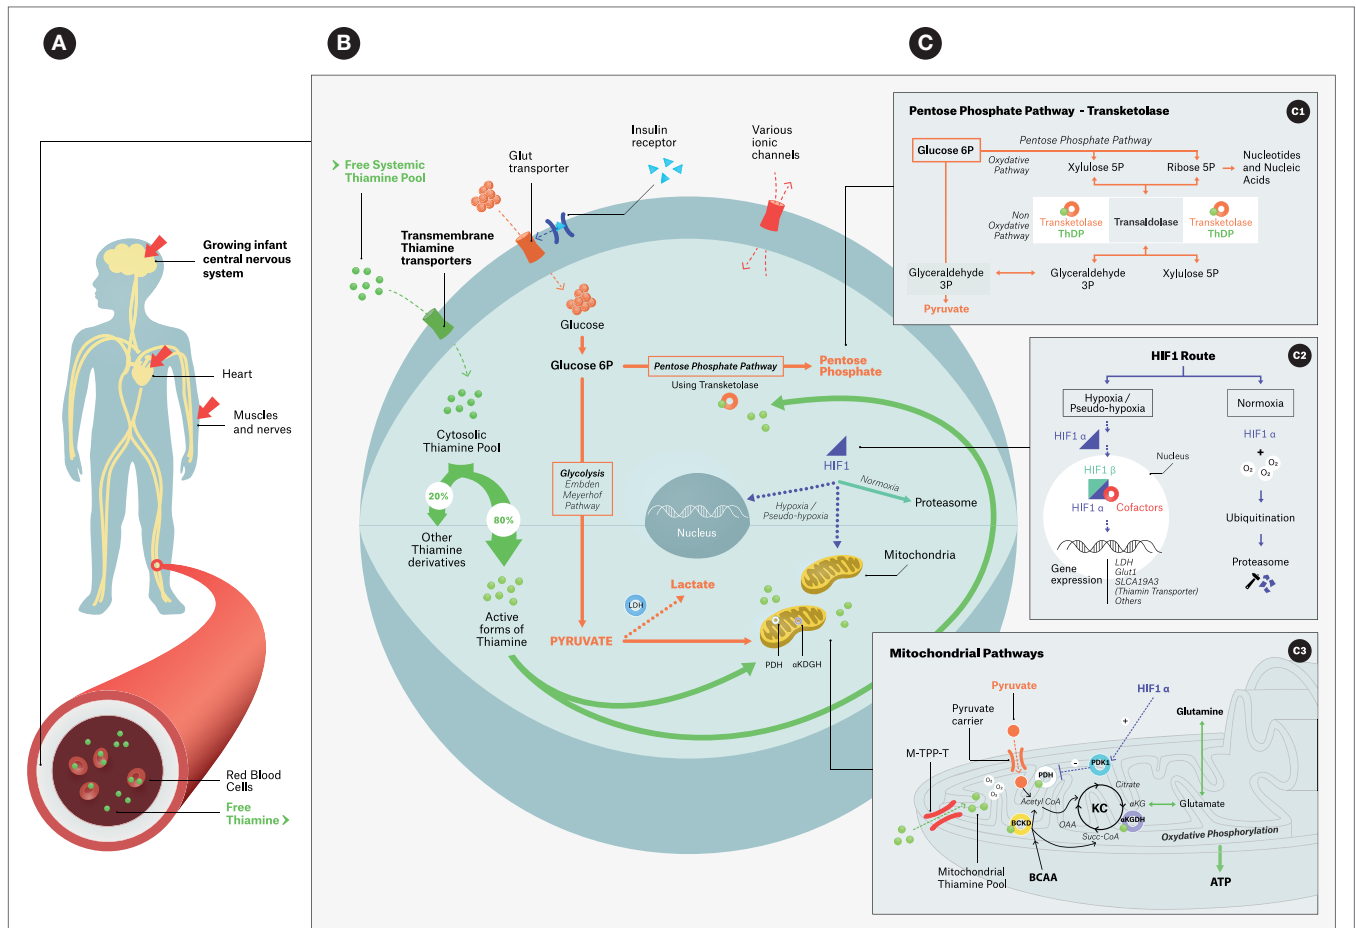 A
B
C
Growing infant
central nervous
system
Heart
Muscles
and nerves
Red Blood
Cells
Free
Thiamine
Free Systemic
Thiamine Pool
Glut
transporter
Insulin
receptor
Various
ionic
channels
Transmembrane
Thiamine
transporters
Glucose
Glucose 6P
Pentose Phosphate Pathway
Using Transketolase
Pentose
Phosphate
Cytosolic
Thiamine Pool
20%
80%
Other
Thiamine
derivatives
Active
forms of
Thiamine
Glycolysis
Embden
Meyerhof
Pathway
PYRUVATE
LDH
Lactate
Nucleus
HIF1
Normoxia
Proteasome
Hypoxia /
Pseudo-hypoxia
Mitochondria
PDH
αKDGH
Pentose Phosphate Pathway - Transketolase
C1
Glucose 6P
Pentose Phosphate Pathway
Oxydative
Pathway
Xylulose 5P
Ribose 5P
Nucleotides
and Nucleic
Acids
Non
Oxydative
Pathway
Transketolase
ThDP
Transaldolase
Transketolase
ThDP
Glyceraldehyde
3P
Glyceraldehyde
3P
Xylulose 5P
Pyruvate
HIF1 Route
C2
Hypoxia /
Pseudo-hypoxia
Normoxia
HIF1 α
HIF1 α
+
O₂
O₂
O₂
Nucleus
HIF1 β
HIF1 α
Cofactors
Ubiquitination
Gene
expression
LDH
Glut1
SLCA19A3
(Thiamin Transporter)
Others
Proteasome
Mitochondrial Pathways
C3
Pyruvate
HIF1 α
Pyruvate
carrier
Glutamine
M-TPP-T
+
-
PDH
PDK1
O₂
O₂
O₂
Acetyl CoA
Citrate
KC
αKG
Glutamate
BCKD
OAA
αKGDH
Succ-CoA
Oxydative Phosphorylation
Mitochondrial
Thiamine Pool
BCAA
ATP